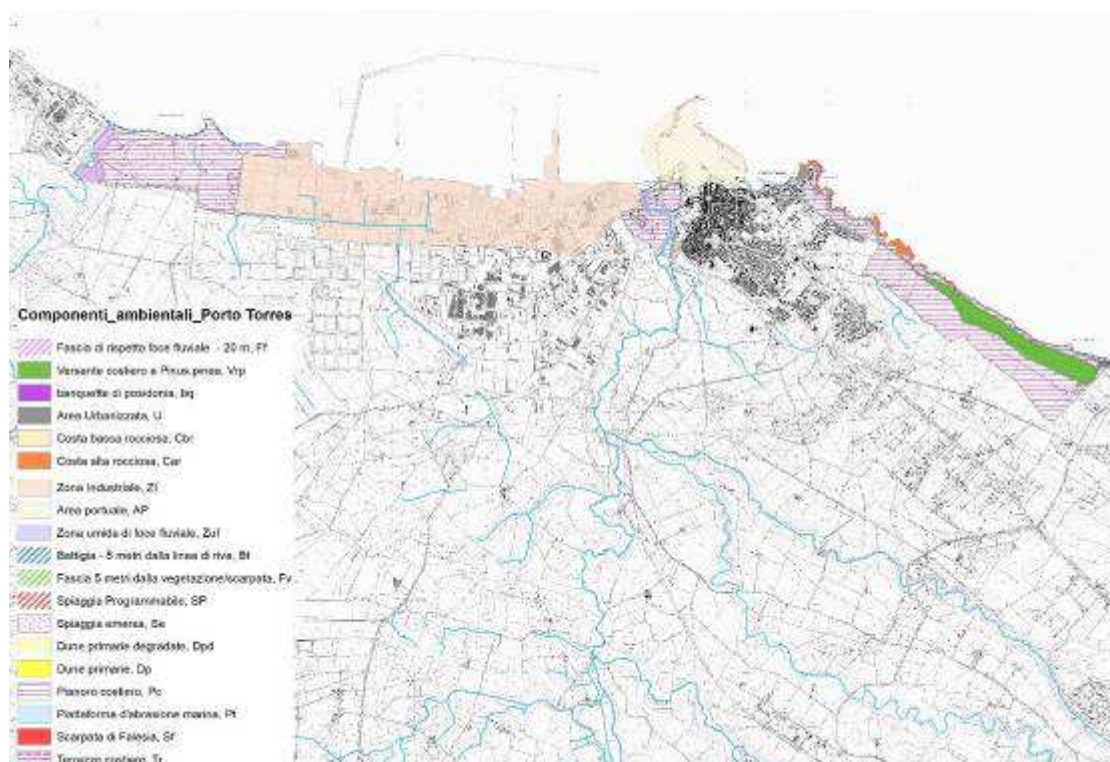 Componenti_ambientali_Porto Torres
Fascia di rispetto foce fluviale - 20 m, Ff
Versante costiero a Pinus pinea, Vrp
banquette di posidonia, bq
Area Urbanizzata, U
Costa bassa rocciosa, Cbr
Costa alta rocciosa, Car
Zona Industriale, ZI
Area portuale, AP
Zona umida di foce fluviale, Zuf
Battigia - 5 metri dalla linea di riva, Bt
Fascia 5 metri dalla vegetazione/scarpata, Fv
Spiaggia Programmabile, SP
Spiaggia emersa, Se
Dune primarie degradate, Dpd
Dune primarie, Dp
Pianoro costiero, Pc
Piattaforma d'abrasione marina, Pt
Scarpata di Falesia, Sf
Terrazzo costiero, Tr